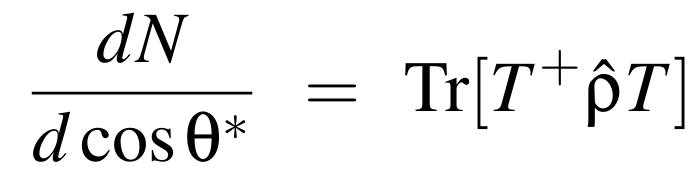 dN / d cos θ* = Tr[T⁺ρ̂T]